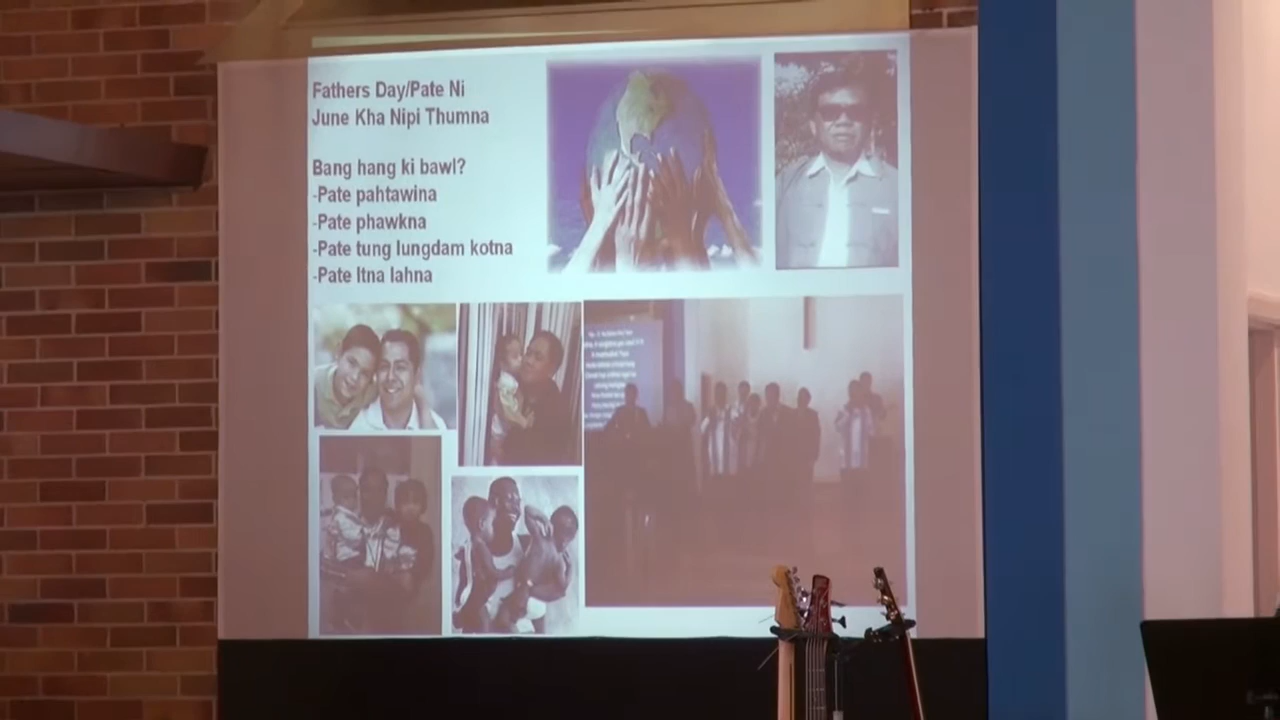 Fathers Day/Pate Ni
June Kha Nipi Thumna
Bang hang ki bawl?
-Pate pahtawina
-Pate phawkna
-Pate tung lungdam kotna
-Pate Itna lahna